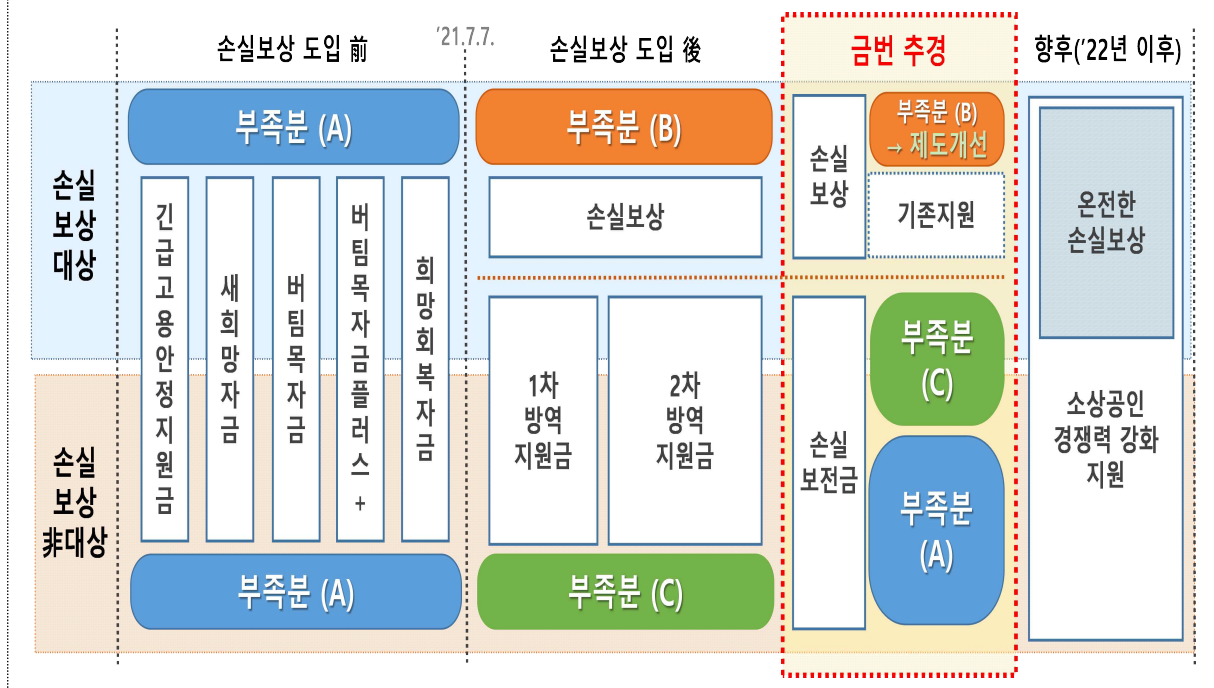 손실보상 도입 前
'21.7.7.
손실보상 도입 後
금번 추경
향후('22년 이후)
손실
보상
대상
부족분 (A)
부족분 (B)
손실
보상
부족분 (B)
→ 제도개선
기존지원
온전한
손실보상
손실보상
긴급고용안정지원금
새희망자금
버팀목자금
버팀목자금플러스+
희망회복자금
1차
방역
지원금
2차
방역
지원금
손실
보전금
부족분
(C)
부족분
(A)
소상공인
경쟁력 강화
지원
손실
보상
非대상
부족분 (A)
부족분 (C)